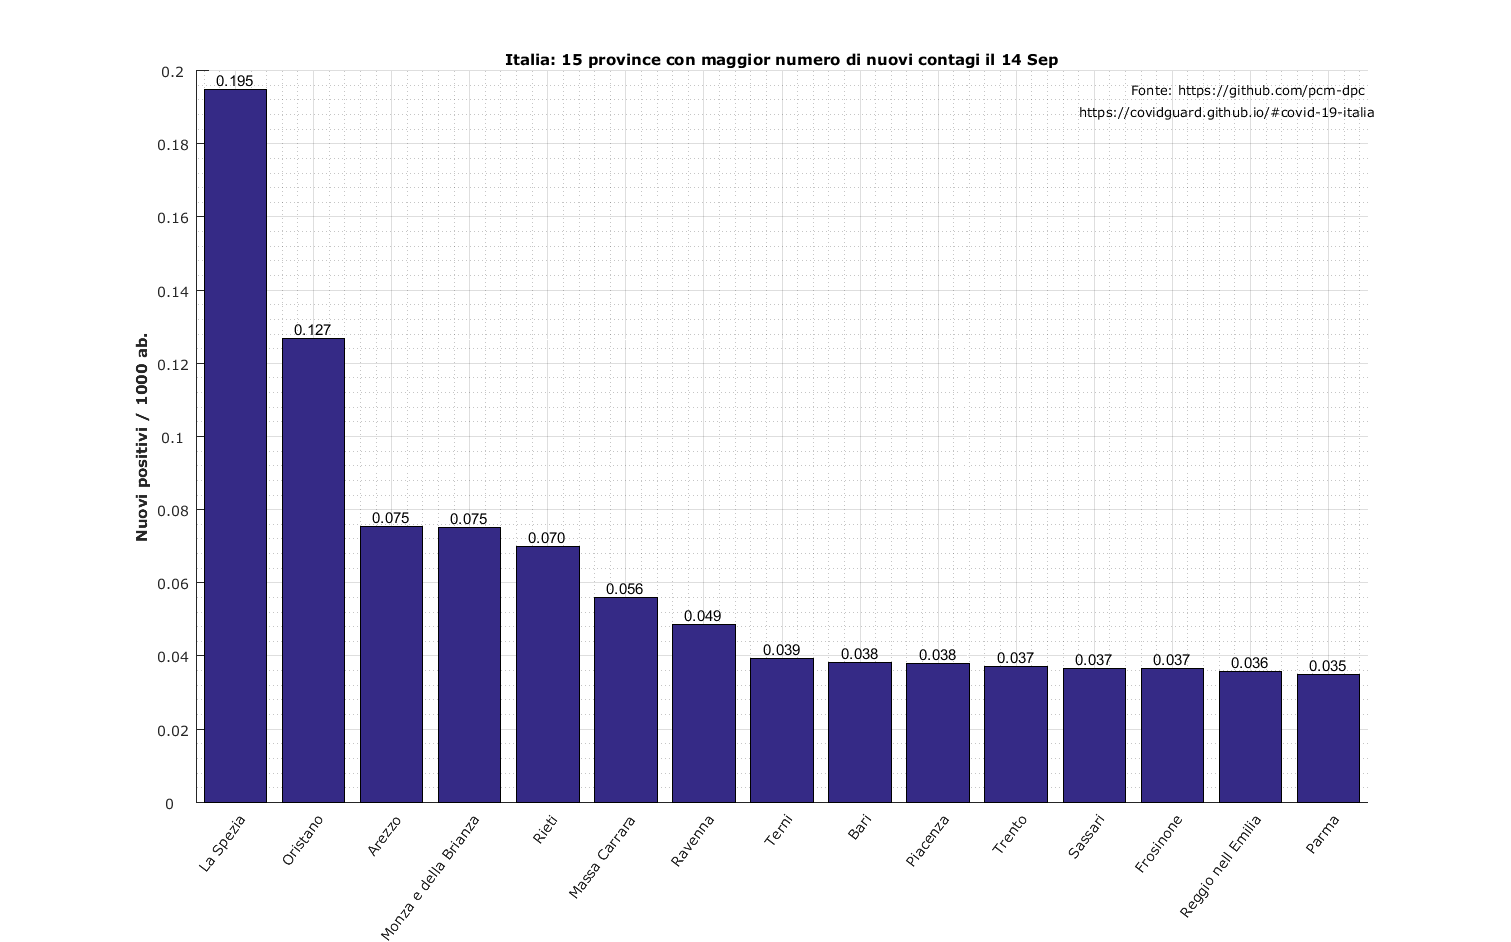 Italia: 15 province con maggior numero di nuovi contagi il 14 Sep
Fonte: https://github.com/pcm-dpc
https://covidguard.github.io/#covid-19-italia
Nuovi positivi / 1000 ab.
0.2
0.18
0.16
0.14
0.12
0.1
0.08
0.06
0.04
0.02
0
0.195
0.127
0.075
0.075
0.070
0.056
0.049
0.039
0.038
0.038
0.037
0.037
0.037
0.036
0.035
La Spezia
Oristano
Arezzo
Monza e della Brianza
Rieti
Massa Carrara
Ravenna
Terni
Bari
Piacenza
Trento
Sassari
Frosinone
Reggio nell Emilia
Parma